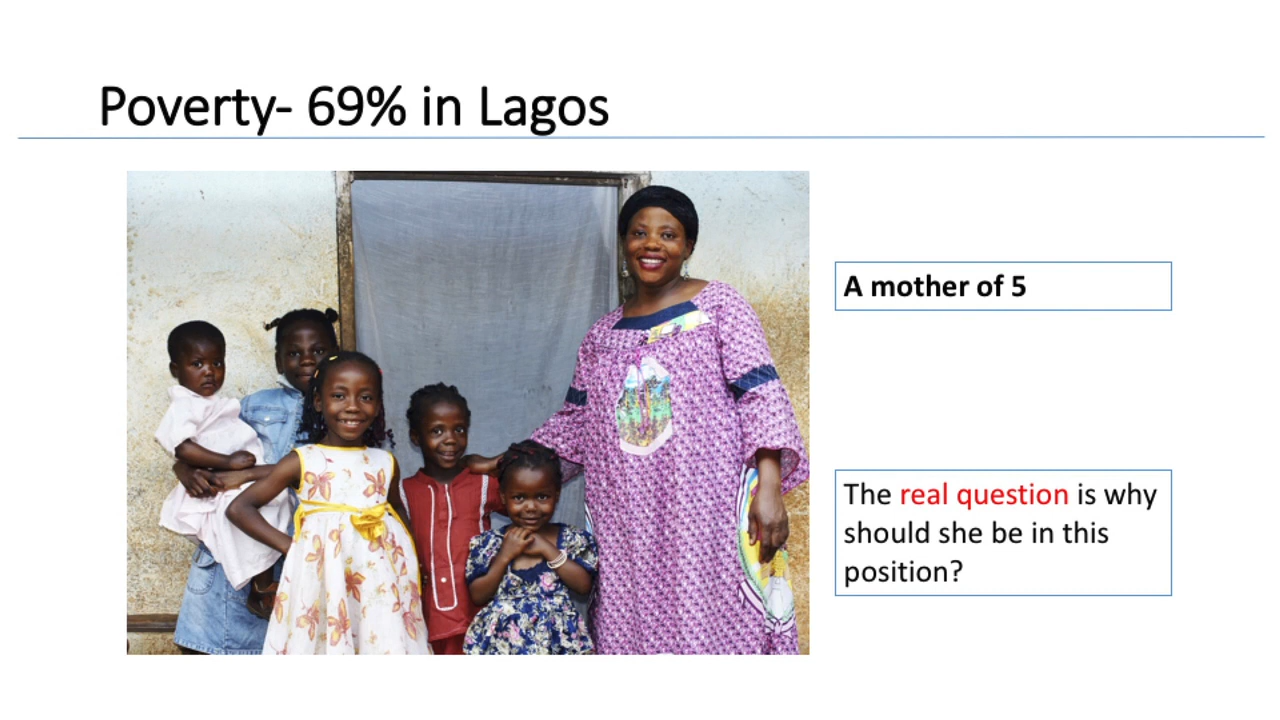 Poverty- 69% in Lagos
A mother of 5
The real question is why
should she be in this
position?